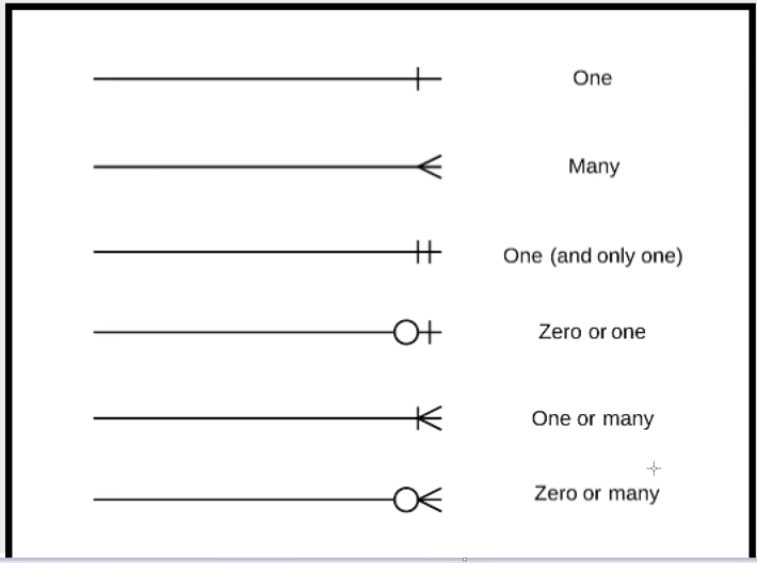 One
Many
One (and only one)
Zero or one
One or many
Zero or many